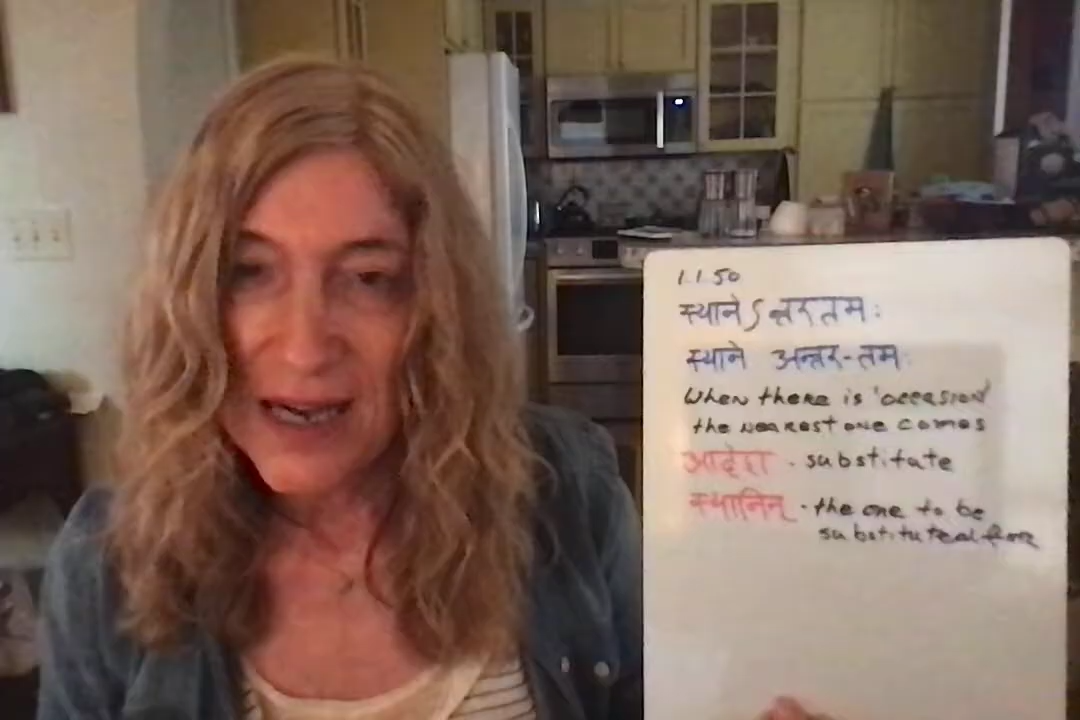 1.1.50
स्थानेऽन्तरतमः
स्थाने अन्तर-तमः
When there is 'occasion'
the nearest one comes
आदेश - substitate
स्थानिन् - the one to be
substituted for